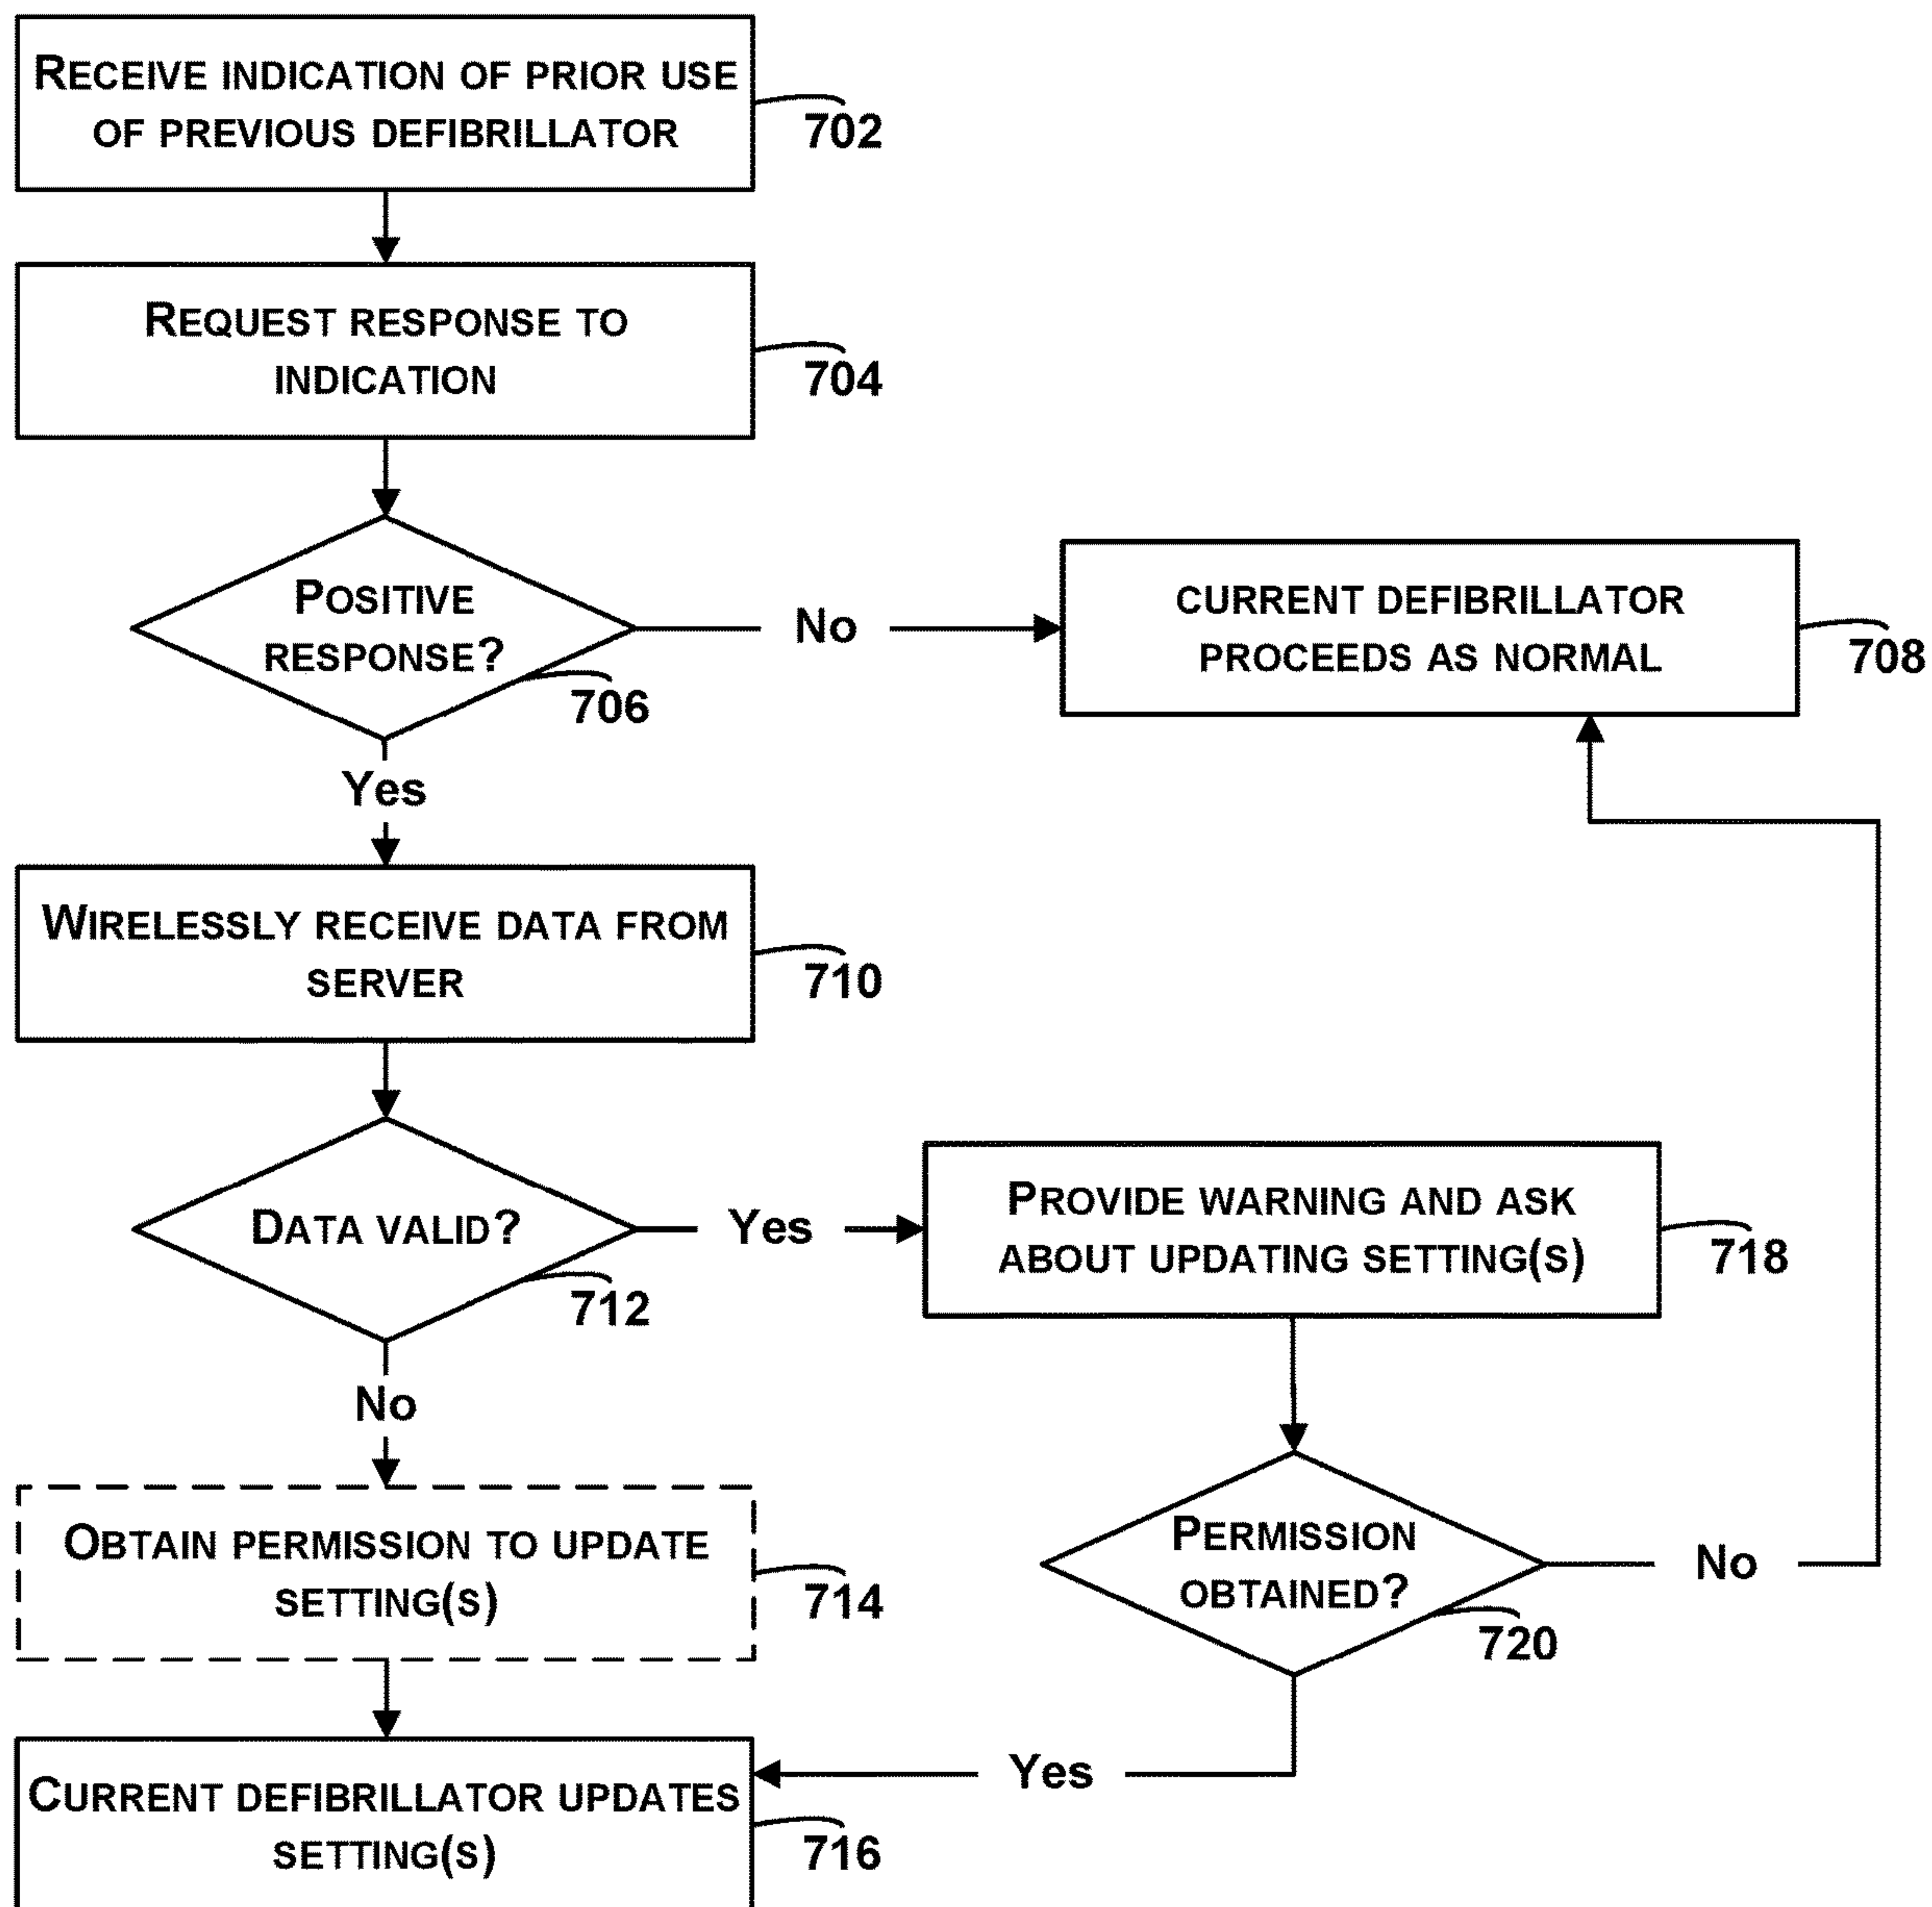 RECEIVE INDICATION OF PRIOR USE
OF PREVIOUS DEFIBRILLATOR
702
REQUEST RESPONSE TO
INDICATION
704
POSITIVE
RESPONSE?
706
No
CURRENT DEFIBRILLATOR
PROCEEDS AS NORMAL
708
Yes
WIRELESSLY RECEIVE DATA FROM
SERVER
710
DATA VALID?
712
Yes
PROVIDE WARNING AND ASK
ABOUT UPDATING SETTING(S)
718
No
OBTAIN PERMISSION TO UPDATE
SETTING(S)
714
PERMISSION
OBTAINED?
720
No
Yes
CURRENT DEFIBRILLATOR UPDATES
SETTING(S)
716